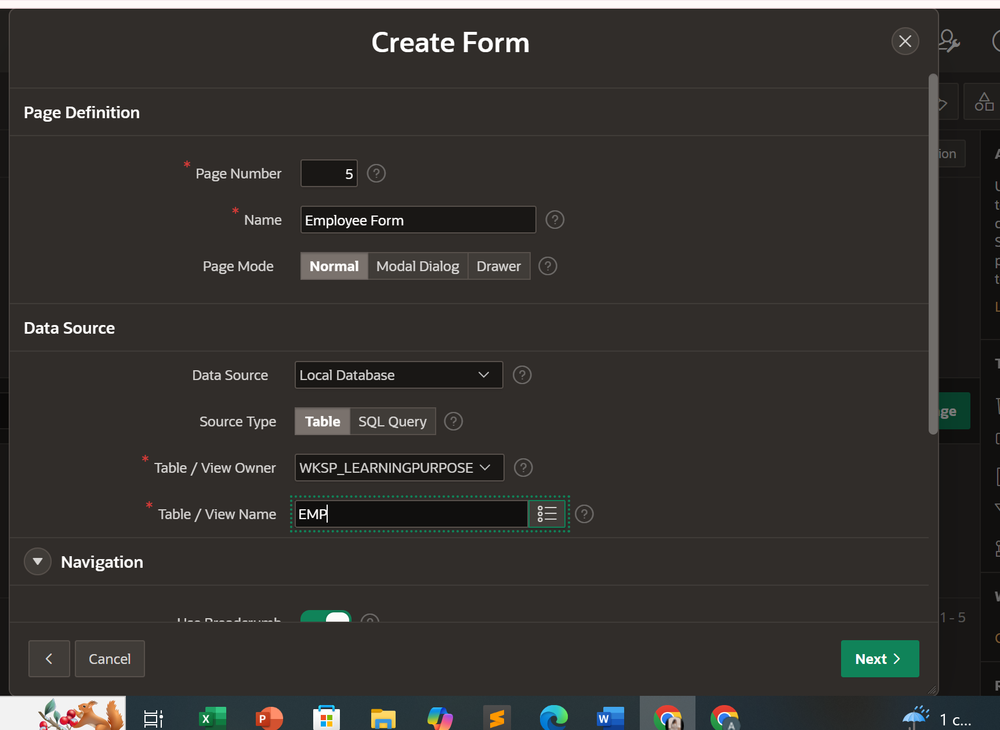 Create Form
Page Definition
* Page Number 5 ?
* Name Employee Form ?
Page Mode Normal Modal Dialog Drawer ?
ion
Data Source
Data Source Local Database ?
Source Type Table SQL Query ?
ge
* Table / View Owner WKSP_LEARNINGPURPOSE ?
* Table / View Name EMP ?
Navigation
Use Breadcrumb ?
1 - 5
Cancel Next
X P W A 1 c...